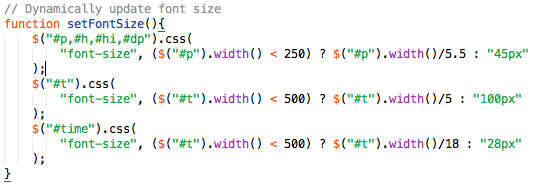 // Dynamically update font size
function setFontSize(){
    $("#p,#h,#hi,#dp").css(
        "font-size", ($("#p").width() < 250) ? $("#p").width()/5.5 : "45px"
    );
    $("#t").css(
        "font-size", ($("#t").width() < 500) ? $("#t").width()/5 : "100px"
    );
    $("#time").css(
        "font-size", ($("#t").width() < 500) ? $("#t").width()/18 : "28px"
    );
}